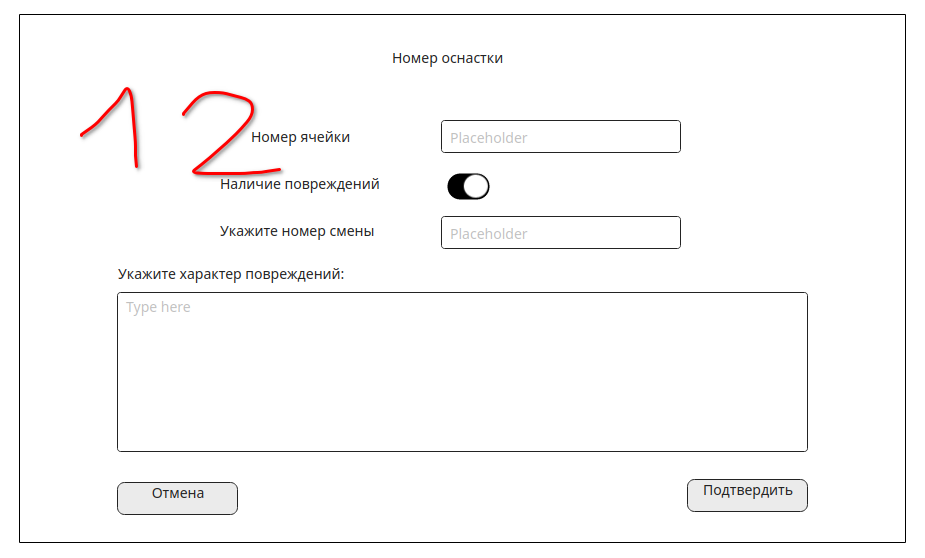 Номер оснастки
12
Номер ячейки Placeholder
Наличие повреждений
Укажите номер смены Placeholder
Укажите характер повреждений:
Type here
Отмена Подтвердить